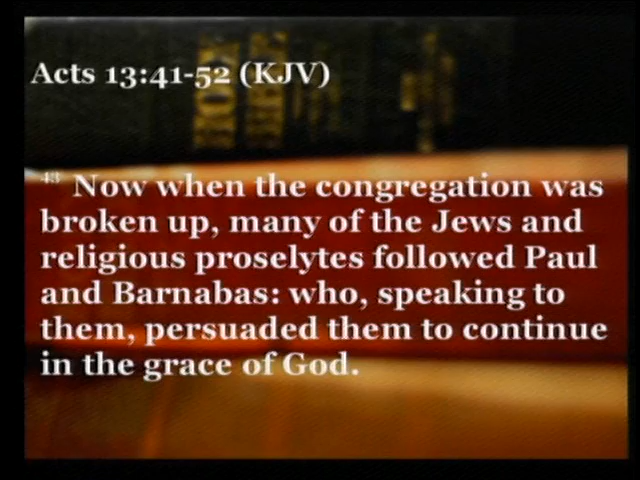 Acts 13:41-52 (KJV)
43 Now when the congregation was
broken up, many of the Jews and
religious proselytes followed Paul
and Barnabas: who, speaking to
them, persuaded them to continue
in the grace of God.